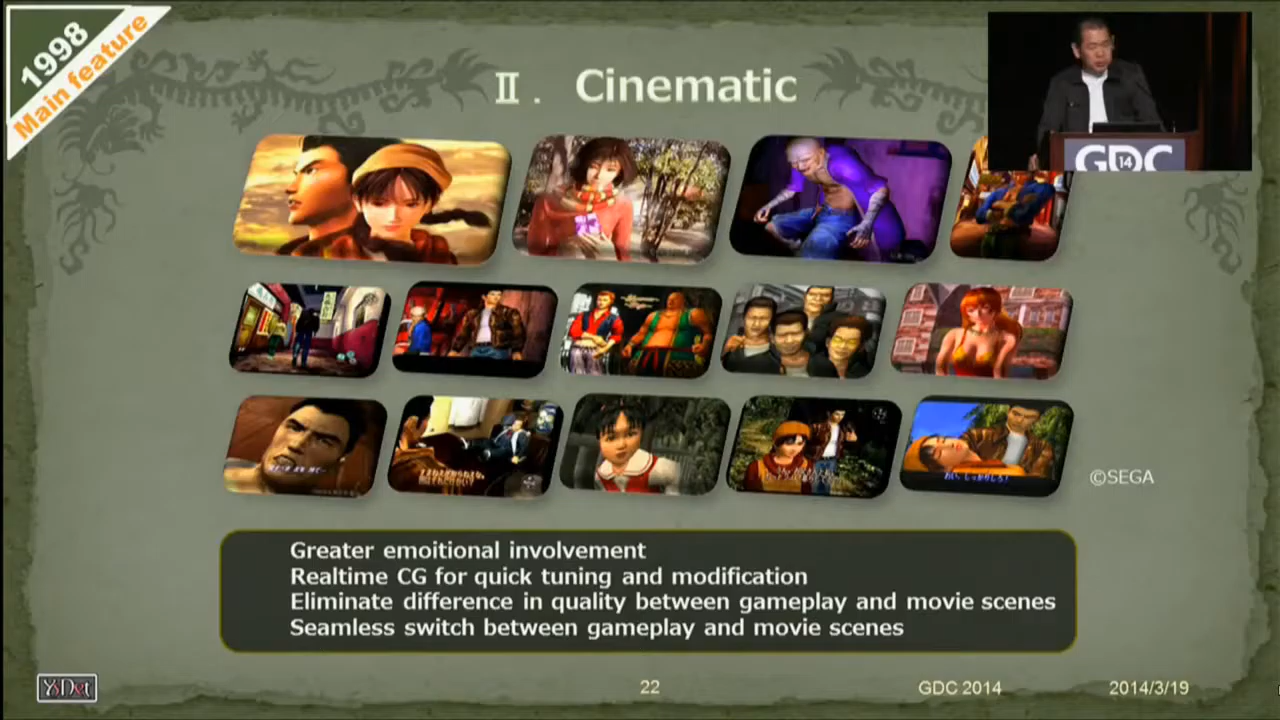 1998
Main feature
Ⅱ. Cinematic
GDC 14
©SEGA
Greater emoitional involvement
Realtime CG for quick tuning and modification
Eliminate difference in quality between gameplay and movie scenes
Seamless switch between gameplay and movie scenes
YsNet
22
GDC 2014
2014/3/19